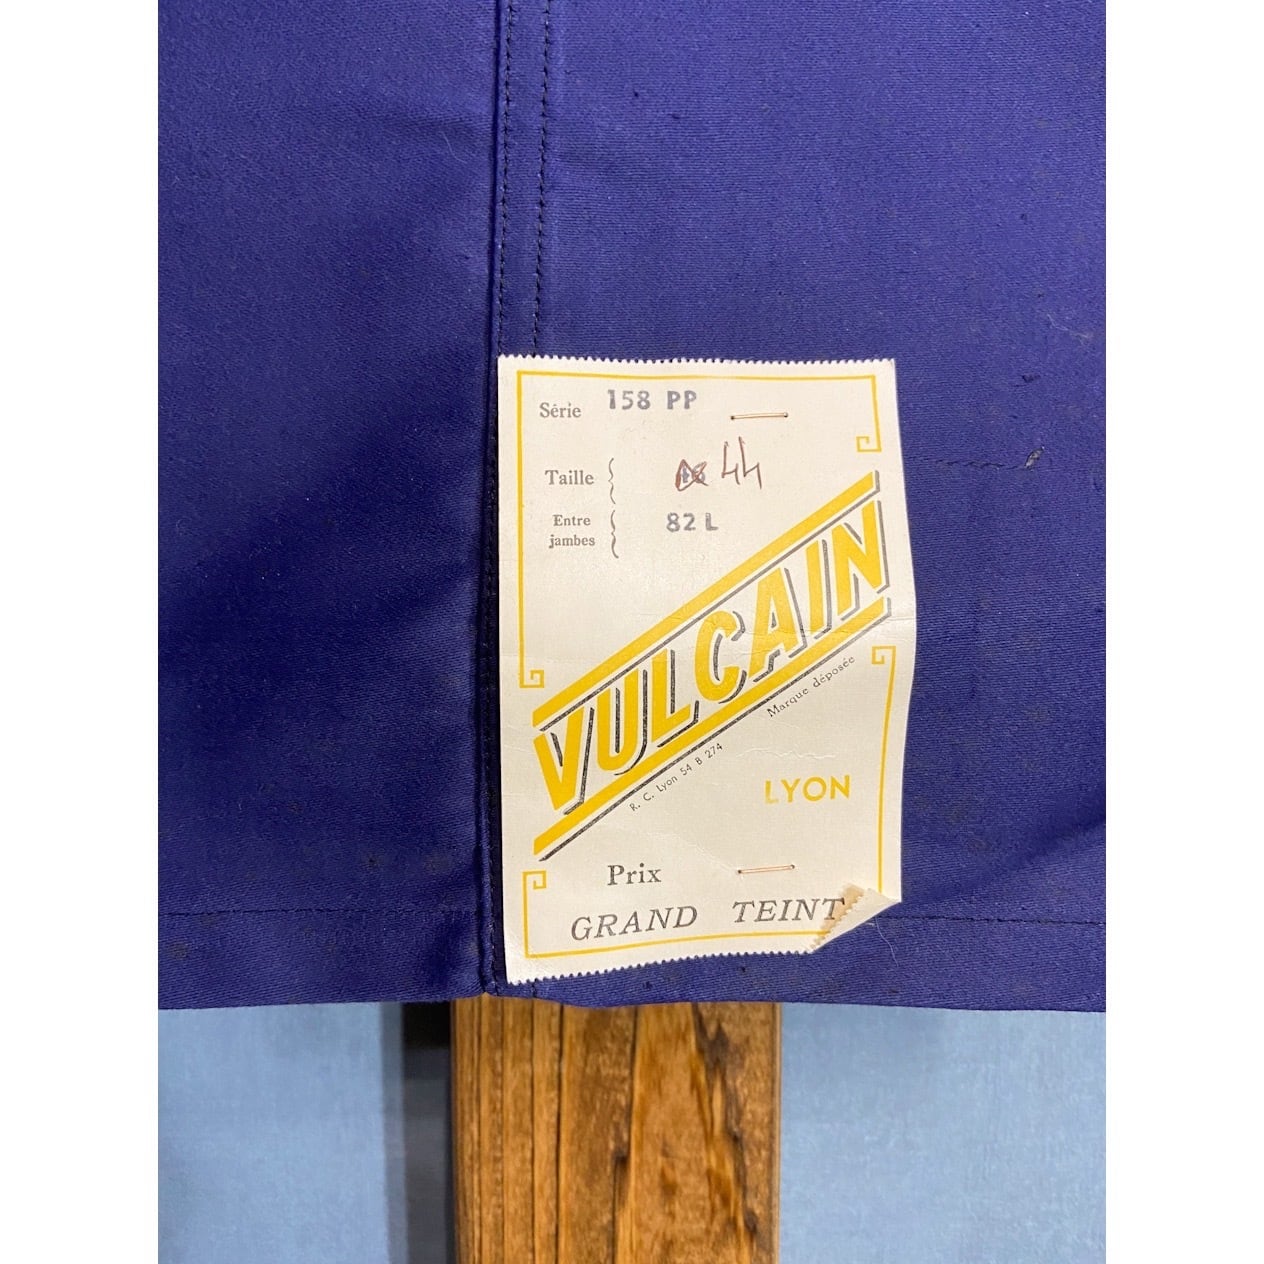 Série 158 PP
Taille 44
Entre jambes 82 L
VULCAIN
R. C. Lyon 54 B 274 Marque déposée
LYON
Prix
GRAND TEINT